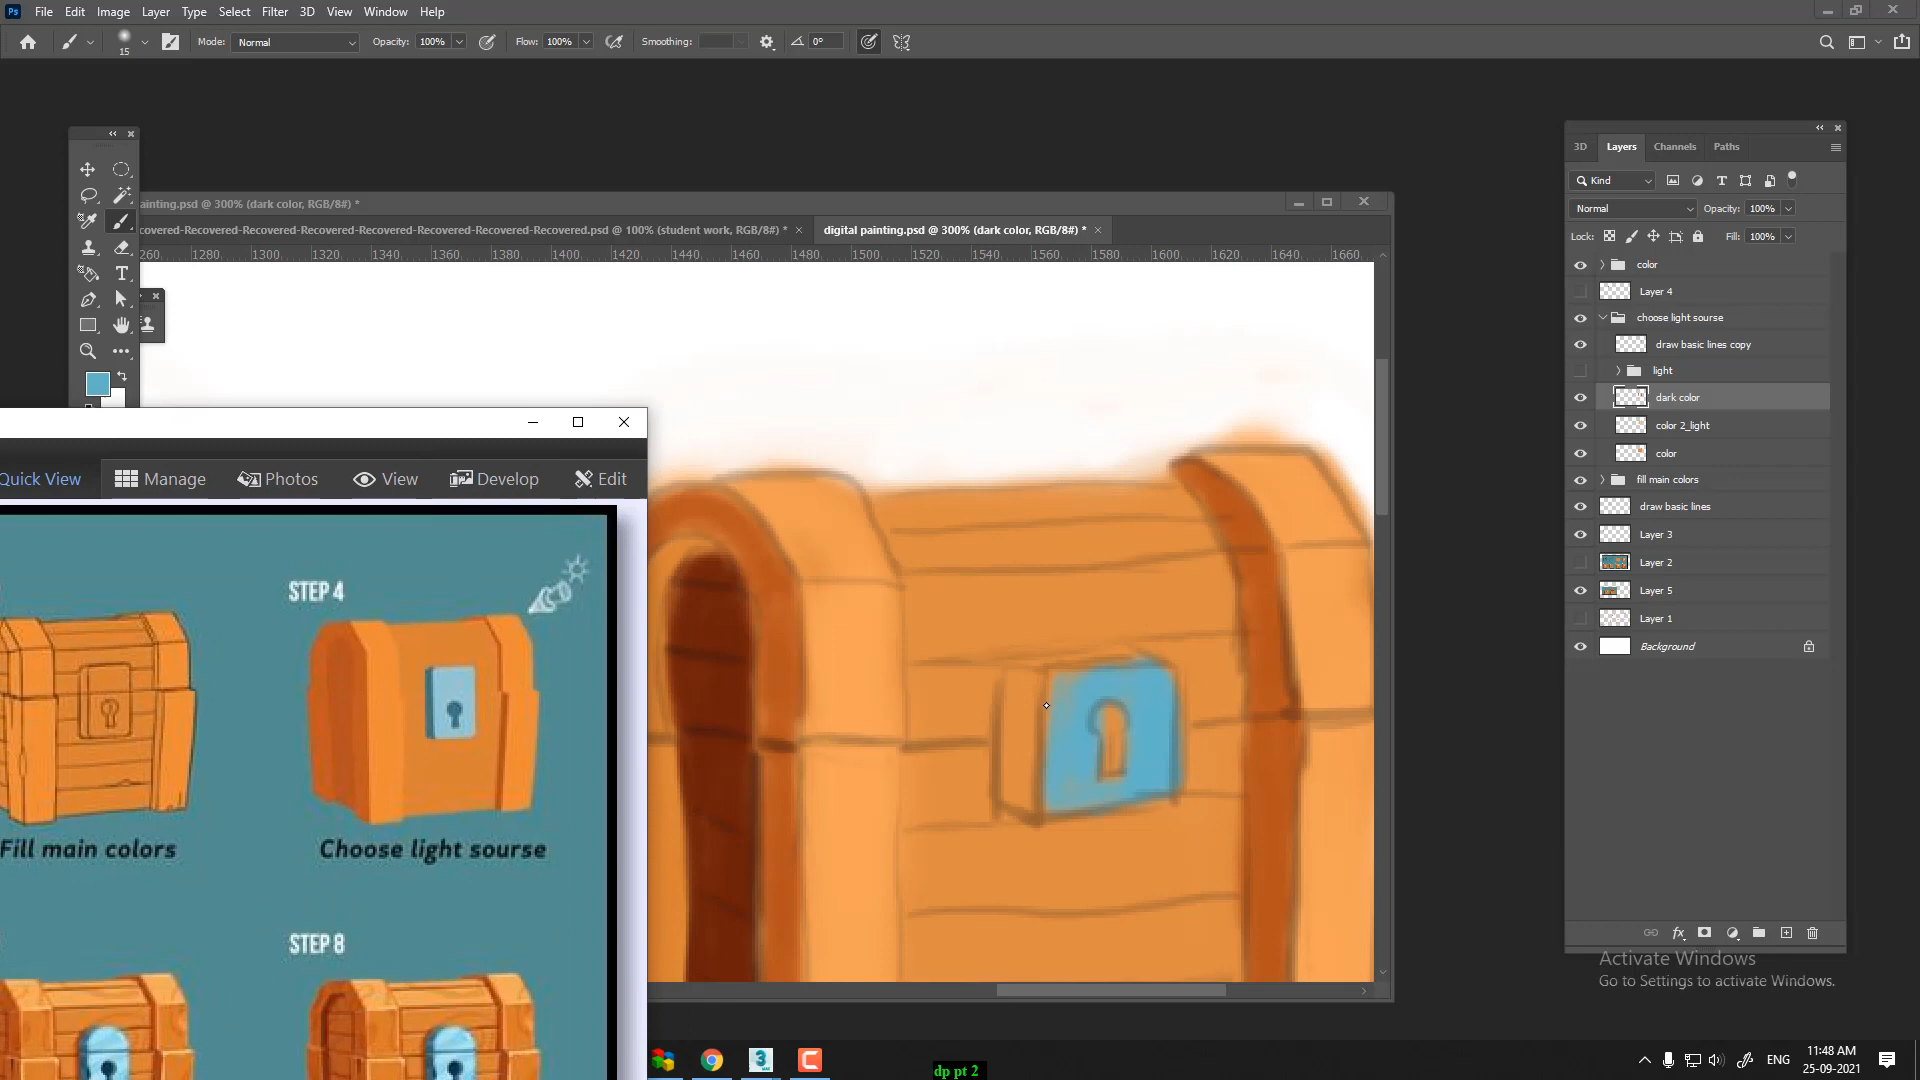 Ps File Edit Image Layer Type Select Filter 3D View Window Help
15 Mode: Normal Opacity: 100% Flow: 100% Smoothing: 0°
ainting.psd @ 300% (dark color, RGB/8#) *
covered-Recovered-Recovered-Recovered-Recovered-Recovered-Recovered-Recovered-Recovered.psd @ 100% (student work, RGB/8#) * digital painting.psd @ 300% (dark color, RGB/8#) *
260 1280 1300 1320 1340 1360 1380 1400 1420 1440 1460 1480 1500 1520 1540 1560 1580 1600 1620 1640 1660
3D Layers Channels Paths
Kind
Normal Opacity: 100%
Lock: Fill: 100%
color
Layer 4
choose light sourse
draw basic lines copy
light
dark color
color 2_light
color
fill main colors
draw basic lines
Layer 3
Layer 2
Layer 5
Layer 1
Background
Quick View Manage Photos View Develop Edit
STEP 4
Fill main colors Choose light sourse
STEP 8
Activate Windows
Go to Settings to activate Windows.
dp pt 2
3
ENG
11:48 AM
25-09-2021